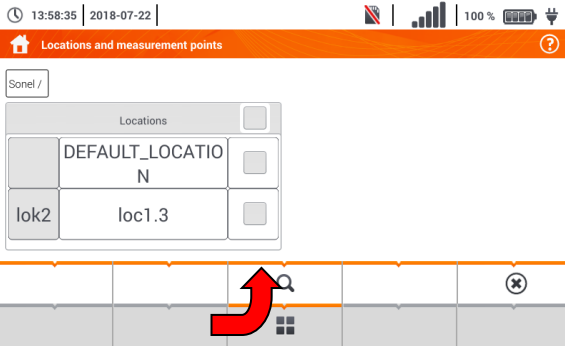 13:58:35 2018-07-22 100 %
Locations and measurement points
Sonel /
Locations
DEFAULT_LOCATIO
N
lok2 loc1.3